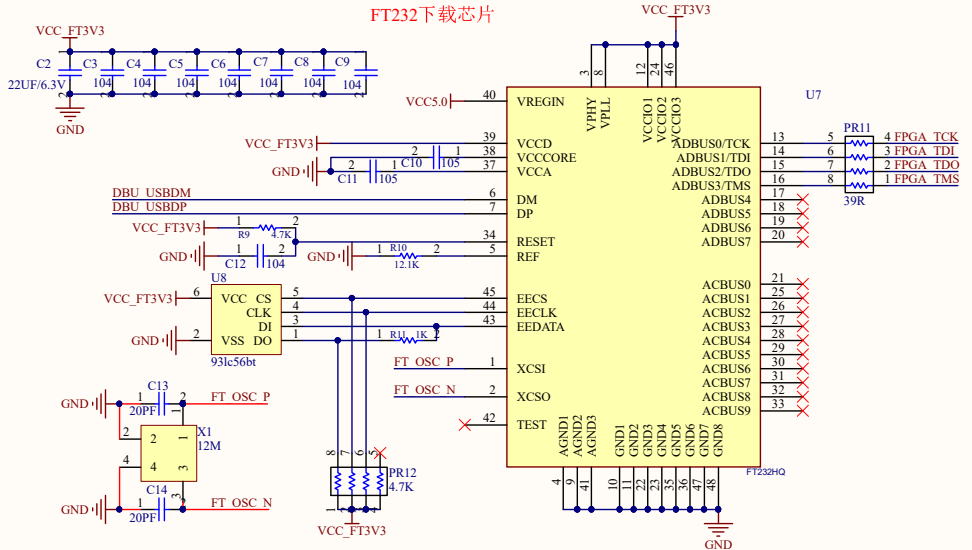 FT232下载芯片
VCC_FT3V3
C2 C3 C4 C5 C6 C7 C8 C9
22UF/6.3V 104 104 104 104 104 104 104
GND
VCC_FT3V3
3 8 12 24 46
VPHY VPLL VCCIO1 VCCIO2 VCCIO3
U7
VCC5.0 40 VREGIN
VCC_FT3V3 39 VCCD
2 C10 1 105 38 VCCCORE
GND 2 C11 1 105 37 VCCA
DBU_USBDM 6 DM
DBU_USBDP 7 DP
VCC_FT3V3 1 R9 4.7K 2
34 RESET
GND 1 C12 104 2
GND 1 R10 12.1K 2 5 REF
U8
VCC_FT3V3 6 VCC CS 5 45 EECS
CLK 4 44 EECLK
DI 3 43 EEDATA
GND 2 VSS DO 1 1 R11 1K 2
93lc56bt
FT_OSC_P 1 XCSI
FT_OSC_N 2 XCSO
42 TEST
ADBUS0/TCK 13 5 PR11 4 FPGA_TCK
ADBUS1/TDI 14 6 3 FPGA_TDI
ADBUS2/TDO 15 7 2 FPGA_TDO
ADBUS3/TMS 16 8 1 FPGA_TMS
39R
ADBUS4 17
ADBUS5 18
ADBUS6 19
ADBUS7 20
ACBUS0 21
ACBUS1 25
ACBUS2 26
ACBUS3 27
ACBUS4 28
ACBUS5 29
ACBUS6 30
ACBUS7 31
ACBUS8 32
ACBUS9 33
AGND1 AGND2 AGND3 GND1 GND2 GND3 GND4 GND5 GND6 GND7 GND8
4 9 41 10 11 22 23 35 36 47 48
FT232HQ
GND
C13
GND 1 20PF 2 FT_OSC_P
X1
12M
2 1
4 3
C14
GND 1 20PF FT_OSC_N
8 7 6 5
PR12
4.7K
1 2 3 4
VCC_FT3V3